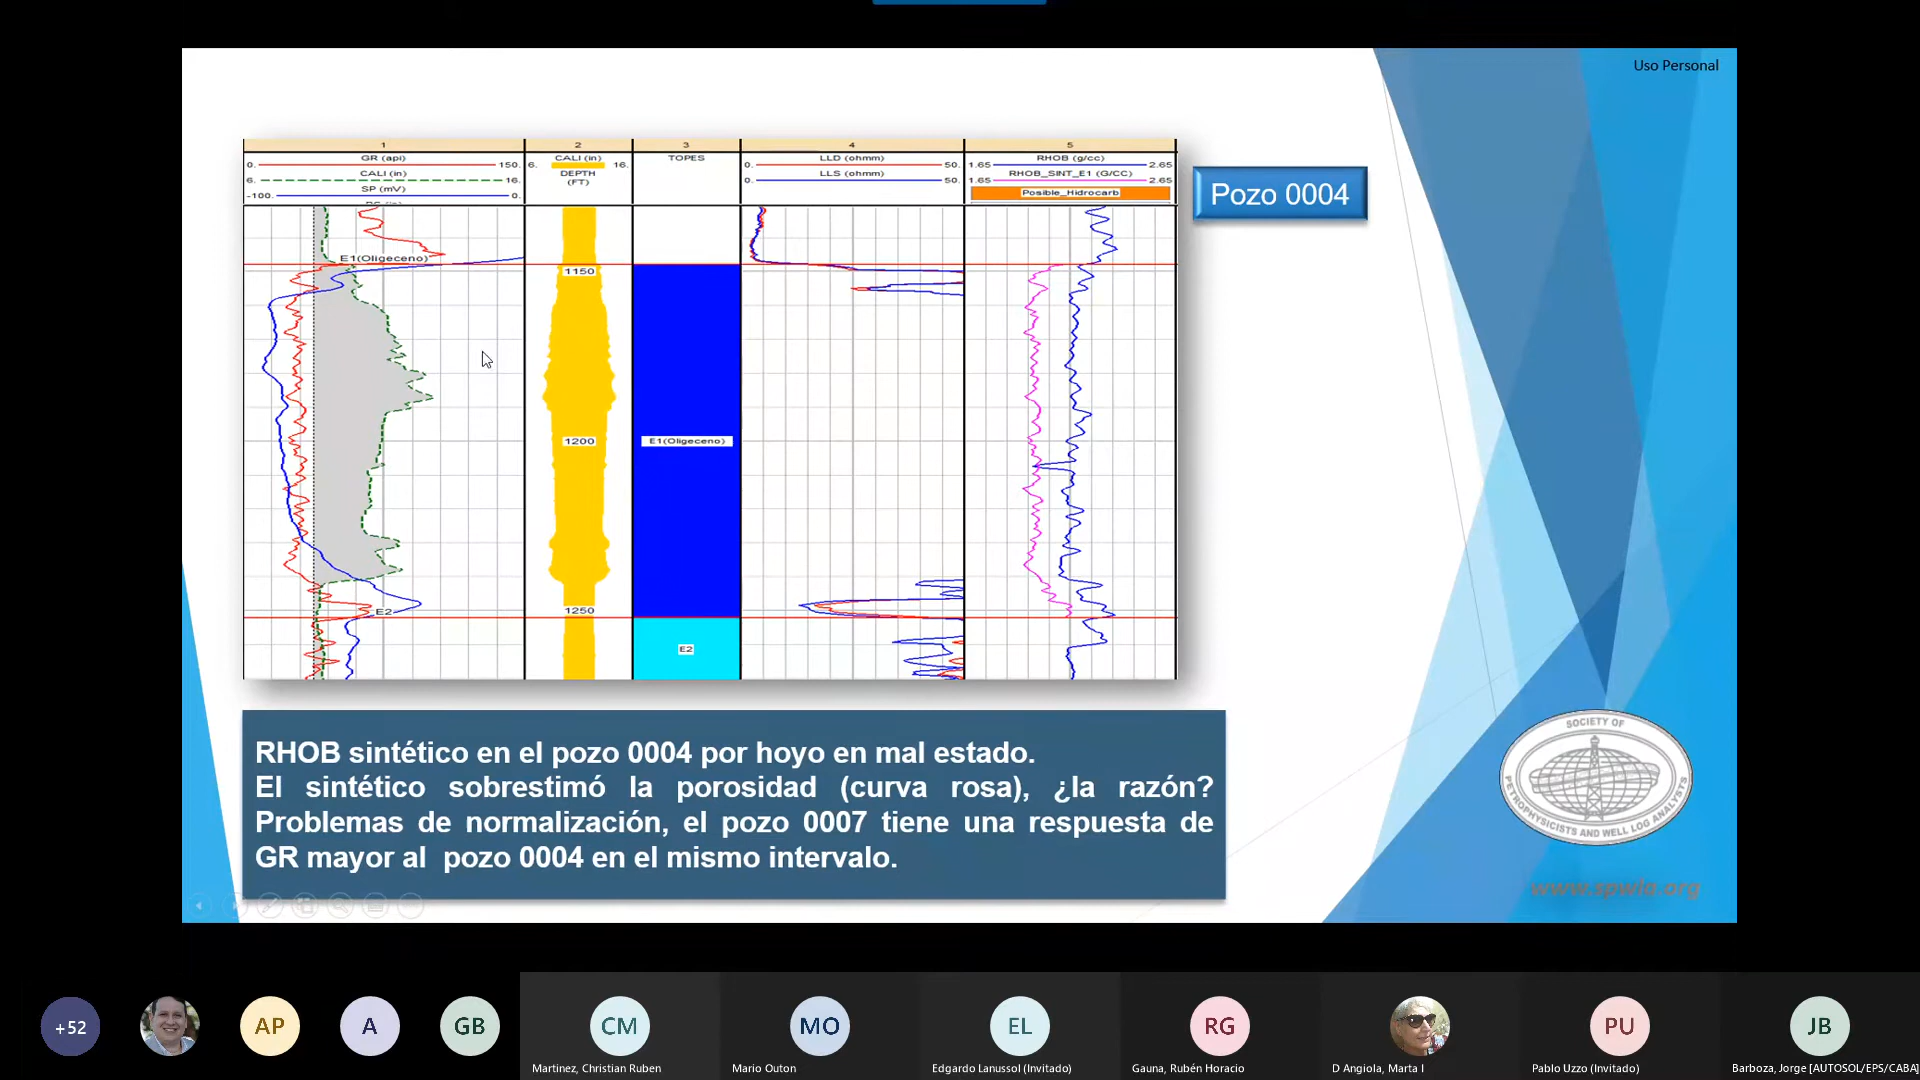 Uso Personal
1 2 3 4 5
GR (api)
0. 150.
CALI (in)
6. 16.
SP (mV)
-100. 0.
CALI (in)
6. 16.
DEPTH
(FT)
TOPES
LLD (ohmm)
0. 50.
LLS (ohmm)
0. 50.
RHOB (g/cc)
1.65 2.65
RHOB_SINT_E1 (G/CC)
1.65 2.65
Posible_Hidrocarb
Pozo 0004
E1(Oligeceno)
1150
1200
E1(Oligeceno)
E2
1250
E2
RHOB sintético en el pozo 0004 por hoyo en mal estado.
El sintético sobrestimó la porosidad (curva rosa), ¿la razón?
Problemas de normalización, el pozo 0007 tiene una respuesta de
GR mayor al pozo 0004 en el mismo intervalo.
SOCIETY OF
PETROPHYSICISTS AND WELL LOG ANALYSTS
www.spwla.org
+52 AP A GB CM MO EL RG PU JB
Martinez, Christian Ruben
Mario Outon
Edgardo Lanussol (Invitado)
Gauna, Rubén Horacio
D Angiola, Marta I
Pablo Uzzo (Invitado)
Barboza, Jorge [AUTOSOL/EPS/CABA]